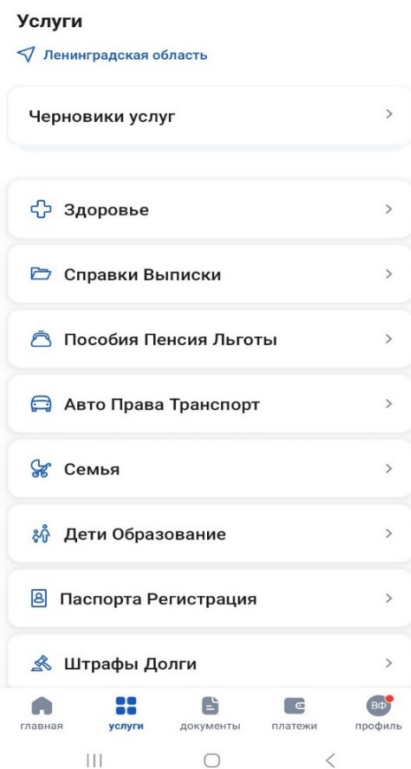 Услуги
Ленинградская область
Черновики услуг
Здоровье
Справки Выписки
Пособия Пенсия Льготы
Авто Права Транспорт
Семья
Дети Образование
Паспорта Регистрация
Штрафы Долги
главная услуги документы платежи профиль
ВФ